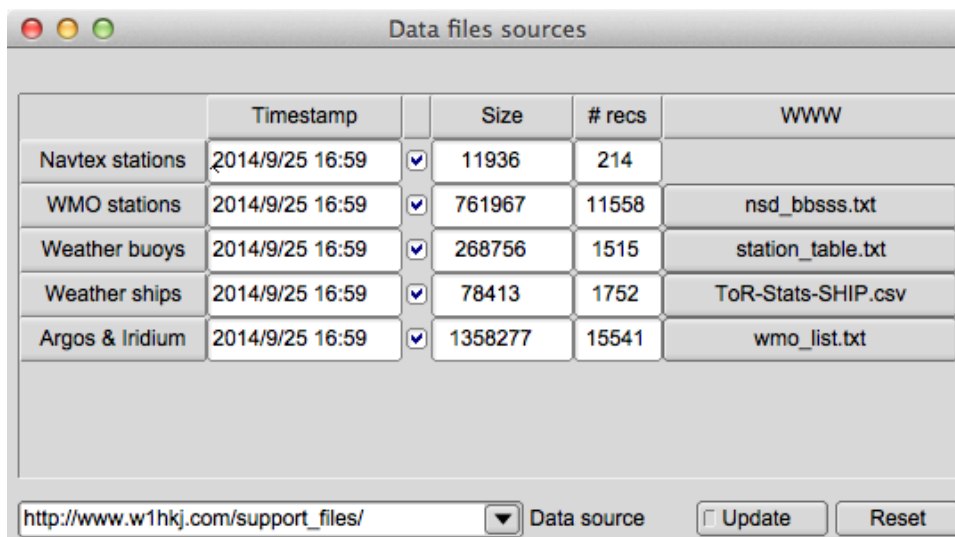 Data files sources
Timestamp Size # recs WWW
Navtex stations 2014/9/25 16:59 11936 214
WMO stations 2014/9/25 16:59 761967 11558 nsd_bbsss.txt
Weather buoys 2014/9/25 16:59 268756 1515 station_table.txt
Weather ships 2014/9/25 16:59 78413 1752 ToR-Stats-SHIP.csv
Argos & Iridium 2014/9/25 16:59 1358277 15541 wmo_list.txt
http://www.w1hkj.com/support_files/ Data source Update Reset